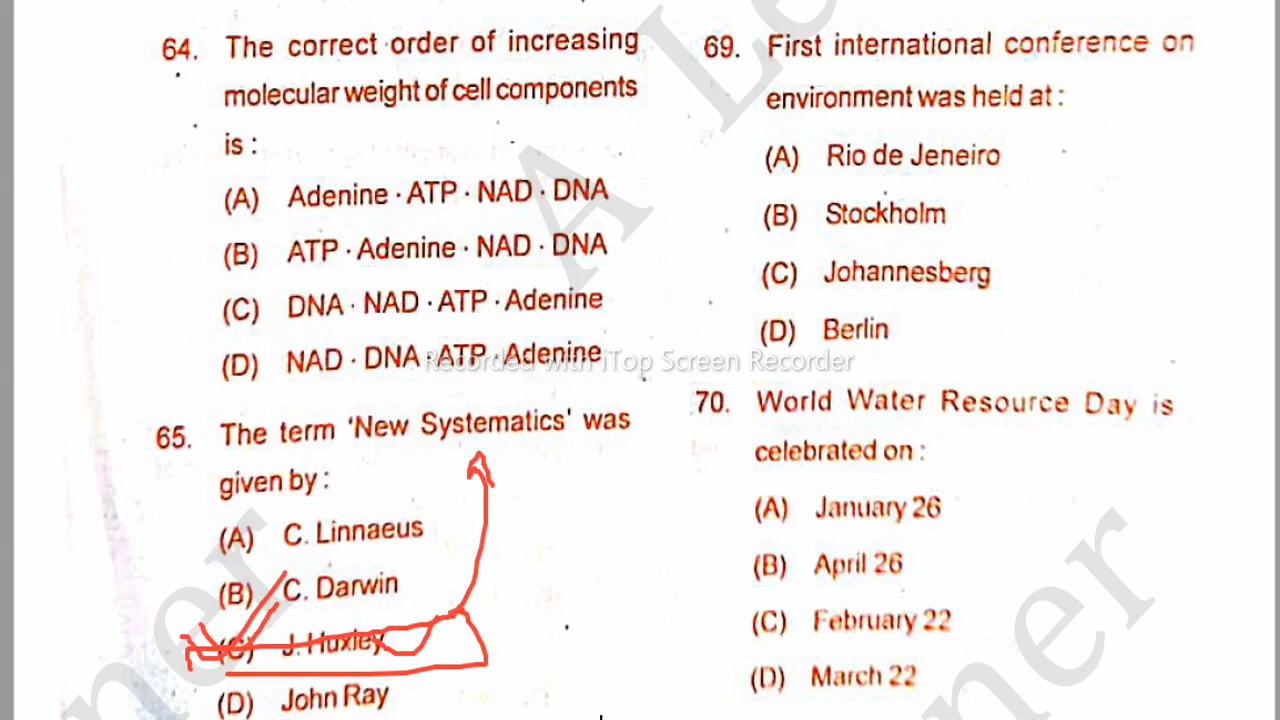 64. The correct order of increasing
molecular weight of cell components
is :
(A) Adenine · ATP · NAD · DNA
(B) ATP · Adenine · NAD · DNA
(C) DNA · NAD · ATP · Adenine
(D) NAD · DNA · ATP · Adenine
65. The term 'New Systematics' was
given by :
(A) C. Linnaeus
(B) C. Darwin
(C) J. Huxley
(D) John Ray
69. First international conference on
environment was held at :
(A) Rio de Jeneiro
(B) Stockholm
(C) Johannesberg
(D) Berlin
70. World Water Resource Day is
celebrated on :
(A) January 26
(B) April 26
(C) February 22
(D) March 22
Recorded with iTop Screen Recorder
A Le
ner
ner